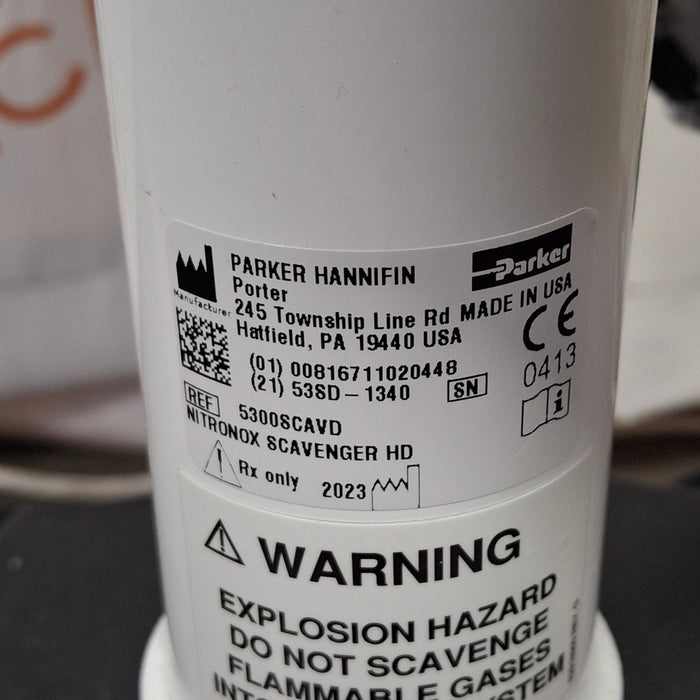 PARKER HANNIFIN
Parker
Porter
Manufacturer
245 Township Line Rd MADE IN USA
Hatfield, PA 19440 USA
CE
0413
(01) 00816711020448
(21) 53SD-1340 SN
REF 5300SCAVD
NITRONOX SCAVENGER HD
Rx only 2023
WARNING
EXPLOSION HAZARD
DO NOT SCAVENGE
FLAMMABLE GASES